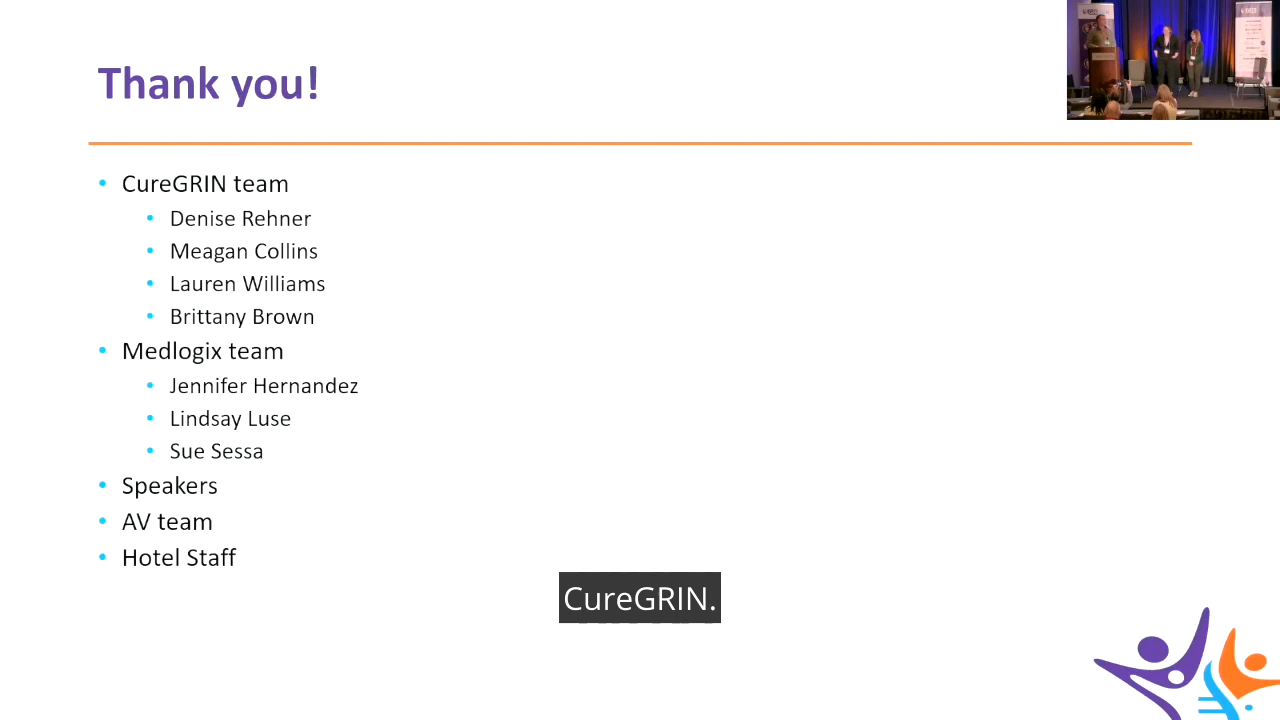 Thank you!
CureGRIN team
Denise Rehner
Meagan Collins
Lauren Williams
Brittany Brown
Medlogix team
Jennifer Hernandez
Lindsay Luse
Sue Sessa
Speakers
AV team
Hotel Staff
CureGRIN.